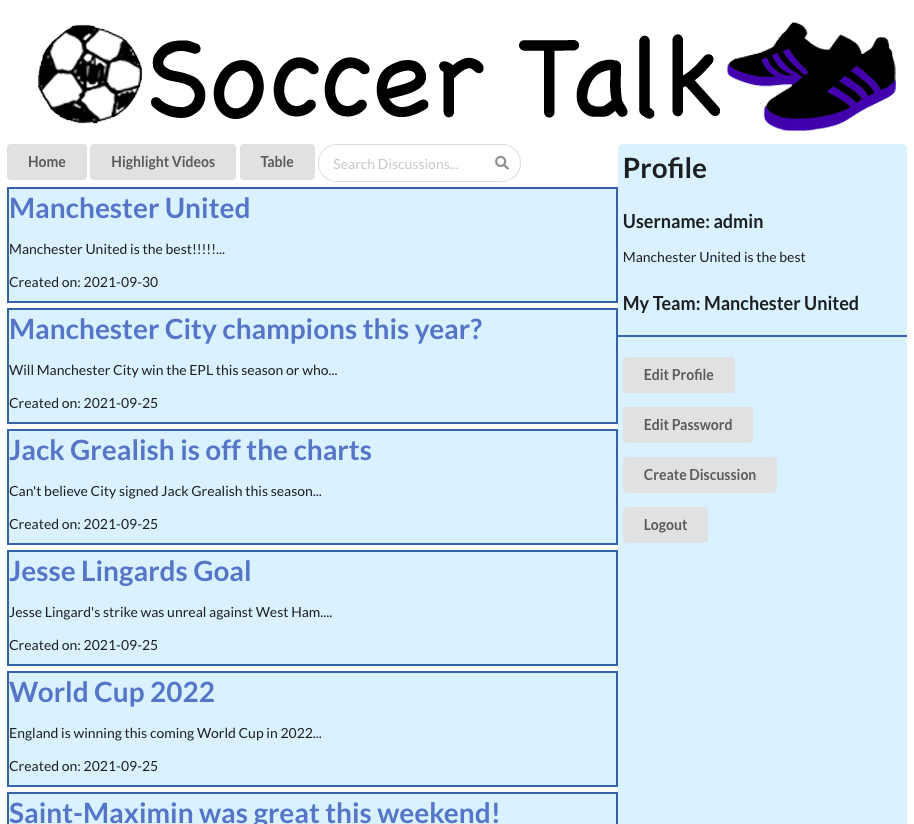 Soccer Talk
Home
Highlight Videos
Table
Search Discussions...
Manchester United
Manchester United is the best!!!!!...
Created on: 2021-09-30
Manchester City champions this year?
Will Manchester City win the EPL this season or who...
Created on: 2021-09-25
Jack Grealish is off the charts
Can't believe City signed Jack Grealish this season...
Created on: 2021-09-25
Jesse Lingards Goal
Jesse Lingard's strike was unreal against West Ham....
Created on: 2021-09-25
World Cup 2022
England is winning this coming World Cup in 2022...
Created on: 2021-09-25
Saint-Maximin was great this weekend!
Profile
Username: admin
Manchester United is the best
My Team: Manchester United
Edit Profile
Edit Password
Create Discussion
Logout